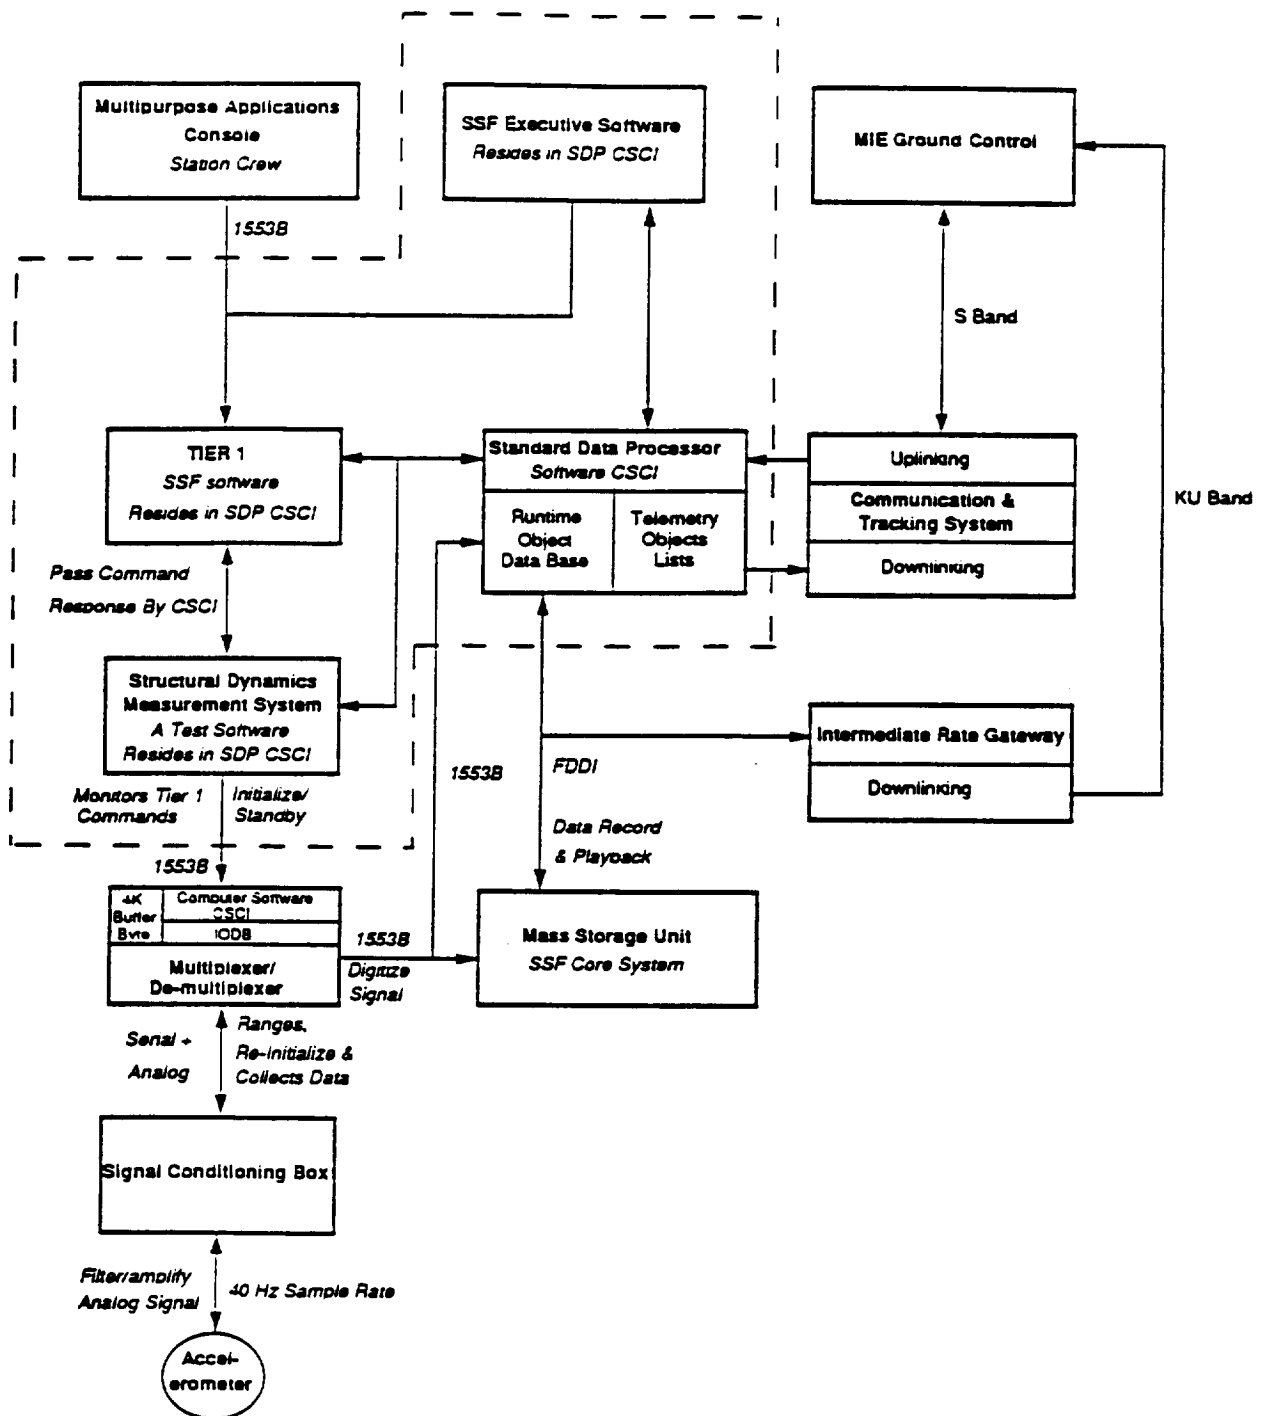 Multipurpose Applications
Console
Station Crew
SSF Executive Software
Resides in SDP CSCI
MIE Ground Control
1553B
S Band
KU Band
TIER 1
SSF software
Resides in SDP CSCI
Standard Data Processor
Software CSCI
Runtime
Object
Data Base
Telemetry
Objects
Lists
Uplinking
Communication &
Tracking System
Downlinking
Pass Command
Response By CSCI
Structural Dynamics
Measurement System
A Test Software
Resides in SDP CSCI
Intermediate Rate Gateway
Downlinking
1553B
FDDI
Monitors Tier 1
Commands
Initialize/
Standby
Data Record
& Playback
1553B
4K
Buffer
Byte
Computer Software
CSCI
IODB
Multiplexer/
De-multiplexer
1553B
Digitize
Signal
Mass Storage Unit
SSF Core System
Serial +
Analog
Ranges,
Re-Initialize &
Collects Data
Signal Conditioning Box
Filter/amplify
Analog Signal
40 Hz Sample Rate
Accel-
erometer